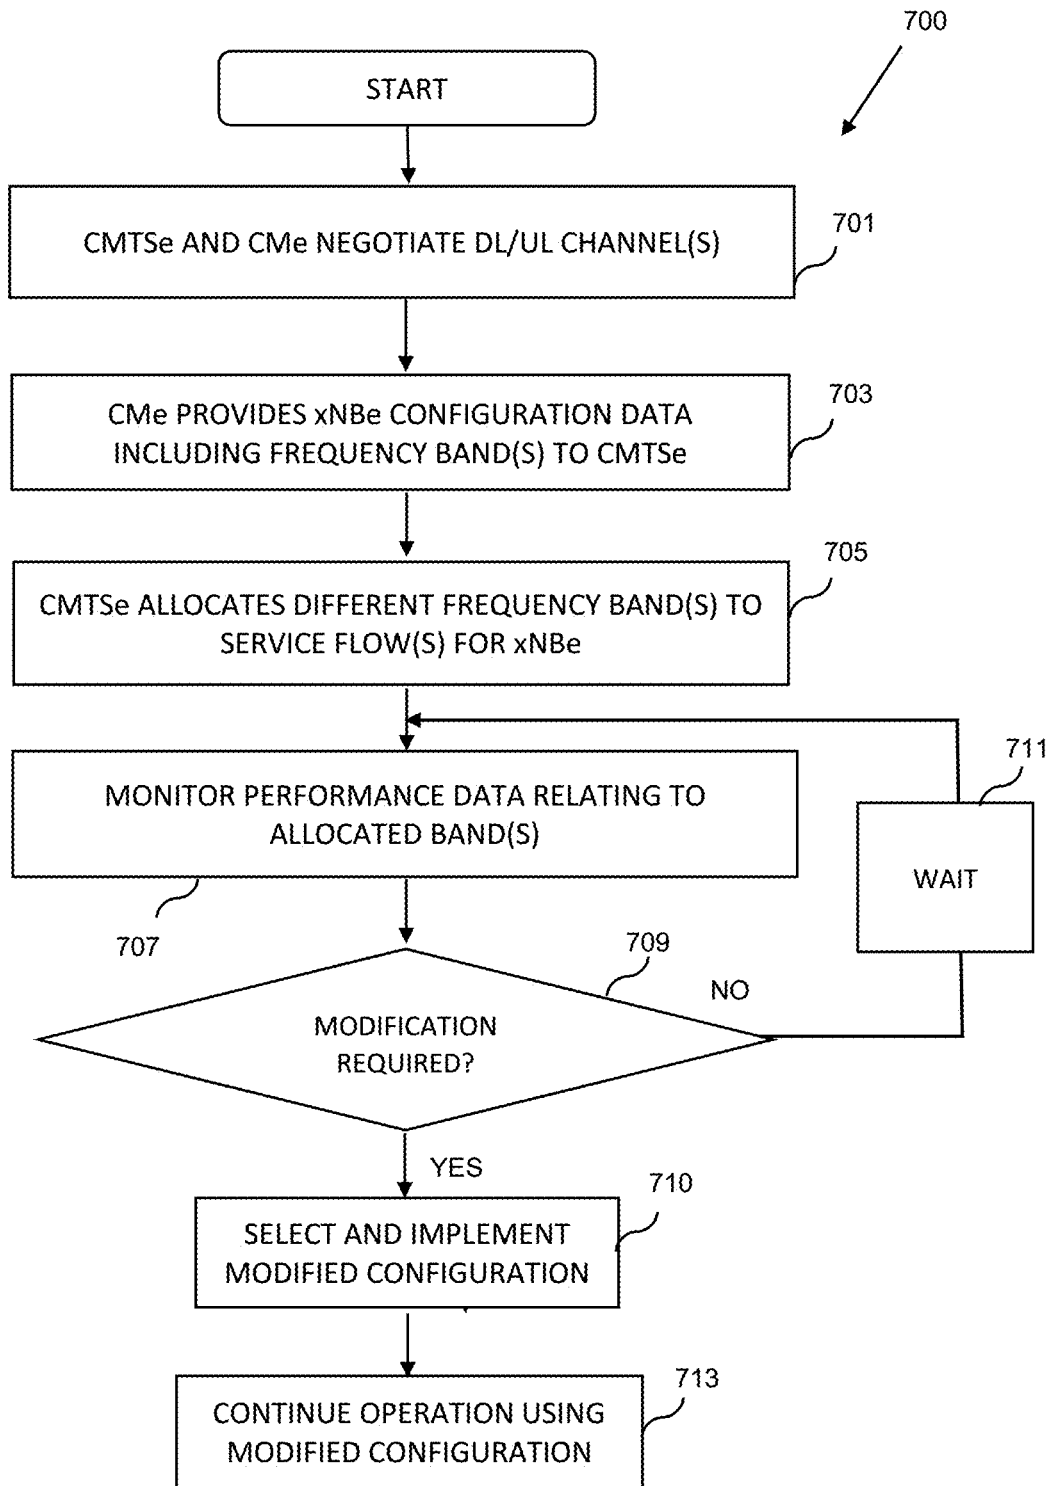 700
START
CMTSe AND CMe NEGOTIATE DL/UL CHANNEL(S)
701
CMe PROVIDES xNBe CONFIGURATION DATA
INCLUDING FREQUENCY BAND(S) TO CMTSe
703
CMTSe ALLOCATES DIFFERENT FREQUENCY BAND(S) TO
SERVICE FLOW(S) FOR xNBe
705
MONITOR PERFORMANCE DATA RELATING TO
ALLOCATED BAND(S)
707
711
WAIT
709
MODIFICATION
REQUIRED?
NO
YES
SELECT AND IMPLEMENT
MODIFIED CONFIGURATION
710
CONTINUE OPERATION USING
MODIFIED CONFIGURATION
713